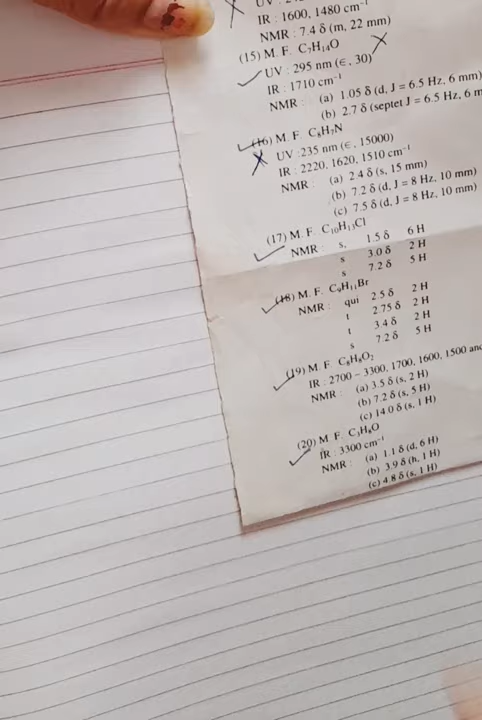 IR : 1600, 1480 cm⁻¹
NMR : 7.4 δ (m, 22 mm)
(15) M. F. C₇H₁₄O
UV : 295 nm (ϵ, 30)
IR : 1710 cm⁻¹
NMR : (a) 1.05 δ (d, J = 6.5 Hz, 6 mm)
(b) 2.7 δ (septet J = 6.5 Hz,
(16) M. F. C₈H₇N
UV : 235 nm (ϵ, 15000)
IR : 2220, 1620, 1510 cm⁻¹
NMR : (a) 2.4 δ (s, 15 mm)
(b) 7.2 δ (d, J = 8 Hz, 10 mm)
(c) 7.5 δ (d, J = 8 Hz, 10 mm)
(17) M. F. C₁₀H₁₃Cl
NMR : s, 1.5 δ 6 H
s 3.0 δ 2 H
s 7.2 δ 5 H
(18) M. F. C₉H₁₁Br
NMR : qui 2.5 δ 2 H
t 2.75 δ 2 H
t 3.4 δ 2 H
s 7.2 δ 5 H
(19) M. F. C₈H₈O₂
IR : 2700 – 3300, 1700, 1600, 1500 and
NMR : (a) 3.5 δ (s, 2 H)
(b) 7.2 δ (s, 5 H)
(c) 14.0 δ (s, 1 H)
(20) M. F. C₃H₈O
IR : 3300 cm⁻¹
NMR : (a) 1.1 δ (d, 6 H)
(b) 3.9 δ (h, 1 H)
(c) 4.8 δ (s, 1 H)